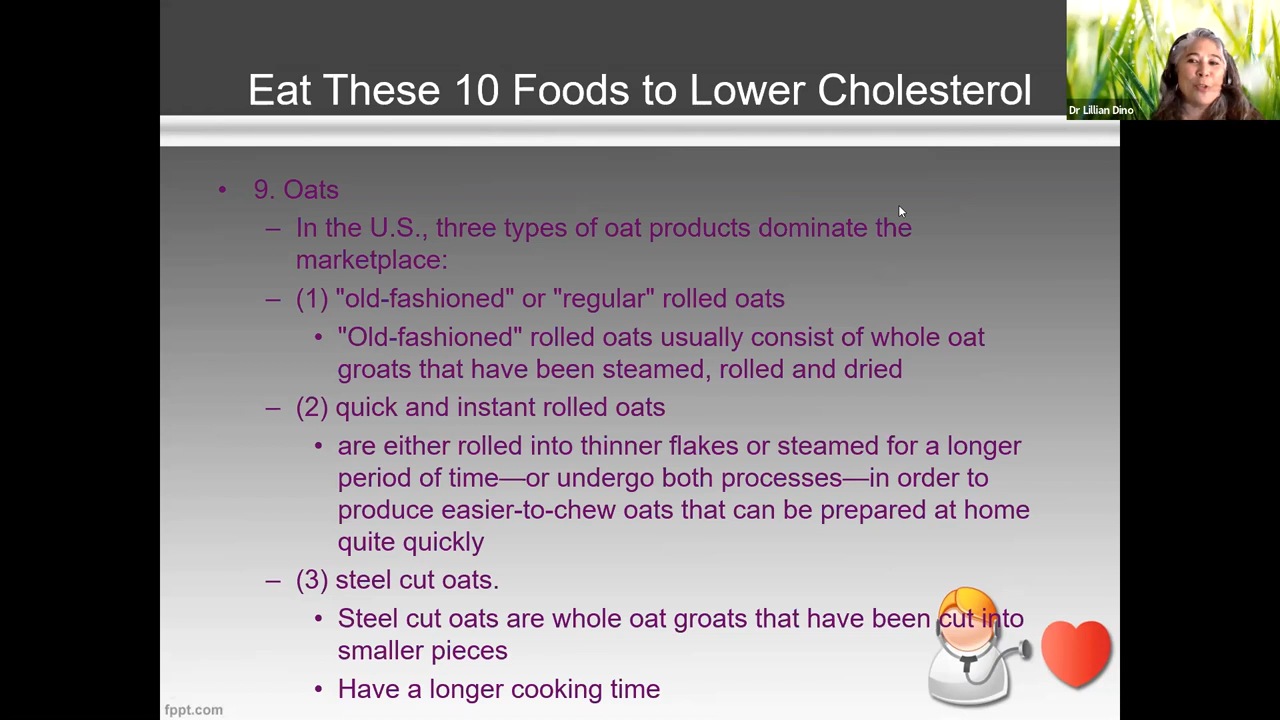 Eat These 10 Foods to Lower Cholesterol
Dr Lillian Dino
• 9. Oats
– In the U.S., three types of oat products dominate the
marketplace:
– (1) "old-fashioned" or "regular" rolled oats
• "Old-fashioned" rolled oats usually consist of whole oat
groats that have been steamed, rolled and dried
– (2) quick and instant rolled oats
• are either rolled into thinner flakes or steamed for a longer
period of time—or undergo both processes—in order to
produce easier-to-chew oats that can be prepared at home
quite quickly
– (3) steel cut oats.
• Steel cut oats are whole oat groats that have been cut into
smaller pieces
• Have a longer cooking time
fppt.com